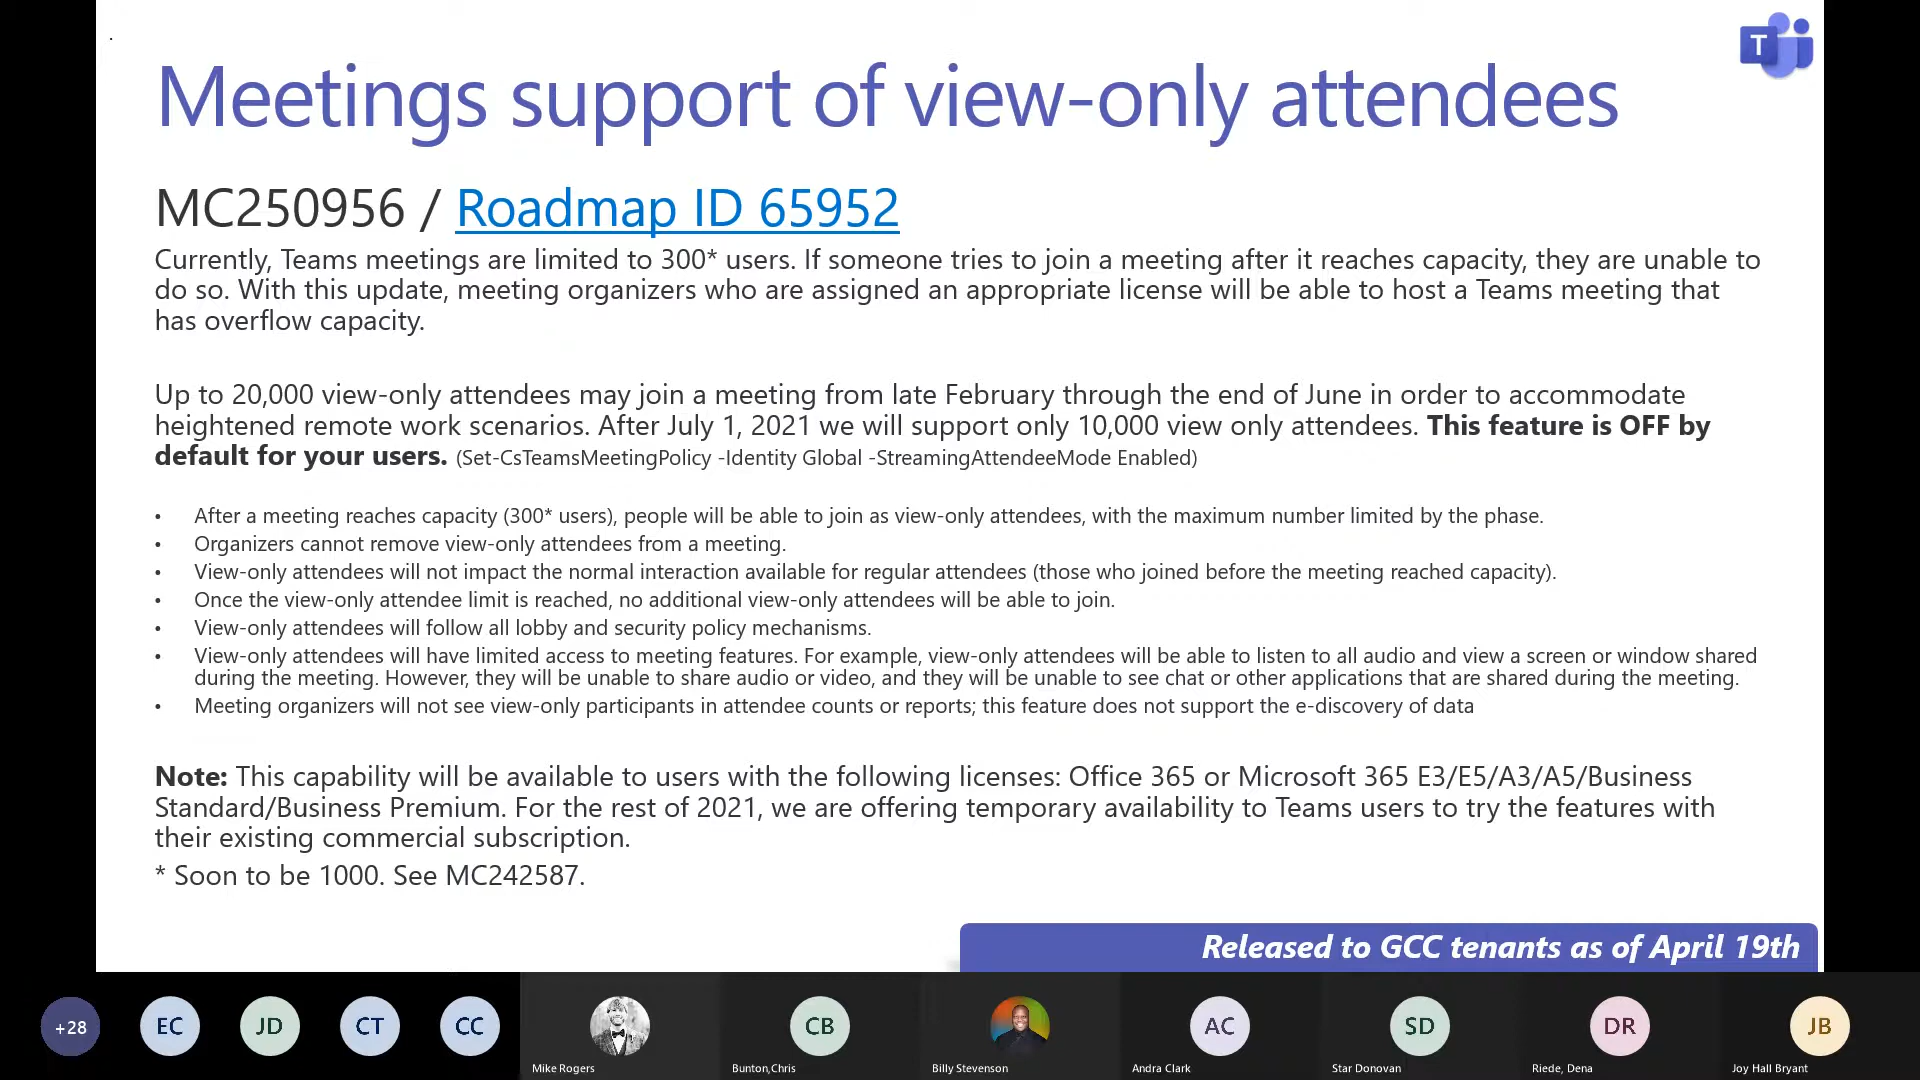 T
Meetings support of view-only attendees
MC250956 / Roadmap ID 65952
Currently, Teams meetings are limited to 300* users. If someone tries to join a meeting after it reaches capacity, they are unable to
do so. With this update, meeting organizers who are assigned an appropriate license will be able to host a Teams meeting that
has overflow capacity.
Up to 20,000 view-only attendees may join a meeting from late February through the end of June in order to accommodate
heightened remote work scenarios. After July 1, 2021 we will support only 10,000 view only attendees. This feature is OFF by
default for your users. (Set-CsTeamsMeetingPolicy -Identity Global -StreamingAttendeeMode Enabled)
• After a meeting reaches capacity (300* users), people will be able to join as view-only attendees, with the maximum number limited by the phase.
• Organizers cannot remove view-only attendees from a meeting.
• View-only attendees will not impact the normal interaction available for regular attendees (those who joined before the meeting reached capacity).
• Once the view-only attendee limit is reached, no additional view-only attendees will be able to join.
• View-only attendees will follow all lobby and security policy mechanisms.
• View-only attendees will have limited access to meeting features. For example, view-only attendees will be able to listen to all audio and view a screen or window shared
during the meeting. However, they will be unable to share audio or video, and they will be unable to see chat or other applications that are shared during the meeting.
• Meeting organizers will not see view-only participants in attendee counts or reports; this feature does not support the e-discovery of data
Note: This capability will be available to users with the following licenses: Office 365 or Microsoft 365 E3/E5/A3/A5/Business
Standard/Business Premium. For the rest of 2021, we are offering temporary availability to Teams users to try the features with
their existing commercial subscription.
* Soon to be 1000. See MC242587.
Released to GCC tenants as of April 19th
+28 EC JD CT CC CB AC SD DR JB
Mike Rogers Bunton,Chris Billy Stevenson Andra Clark Star Donovan Riede, Dena Joy Hall Bryant